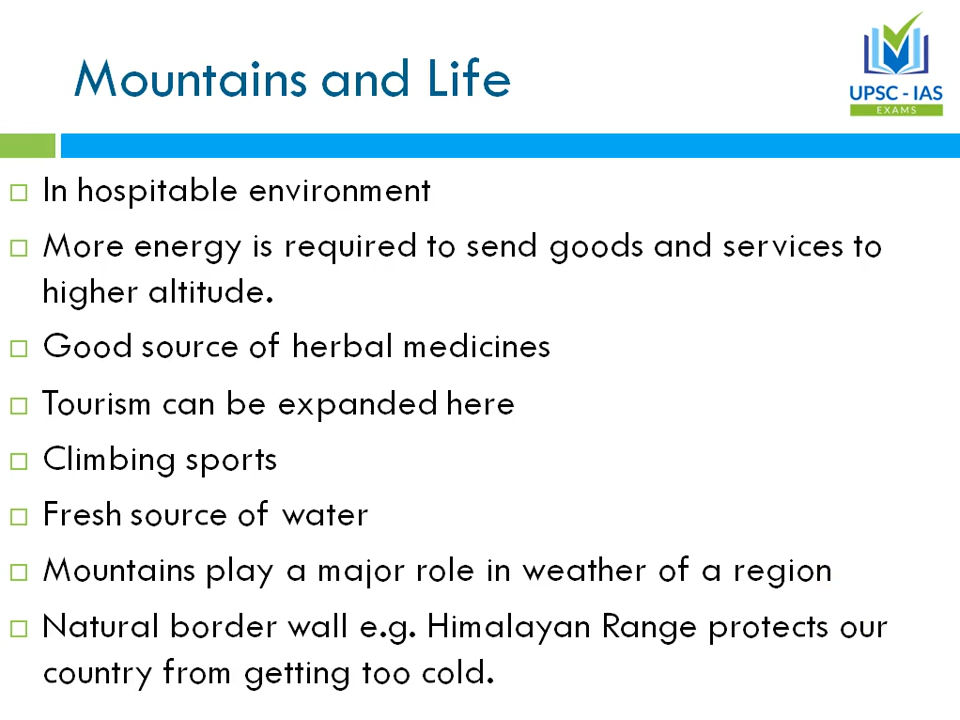 Mountains and Life
UPSC - IAS
EXAMS
In hospitable environment
More energy is required to send goods and services to
higher altitude.
Good source of herbal medicines
Tourism can be expanded here
Climbing sports
Fresh source of water
Mountains play a major role in weather of a region
Natural border wall e.g. Himalayan Range protects our
country from getting too cold.